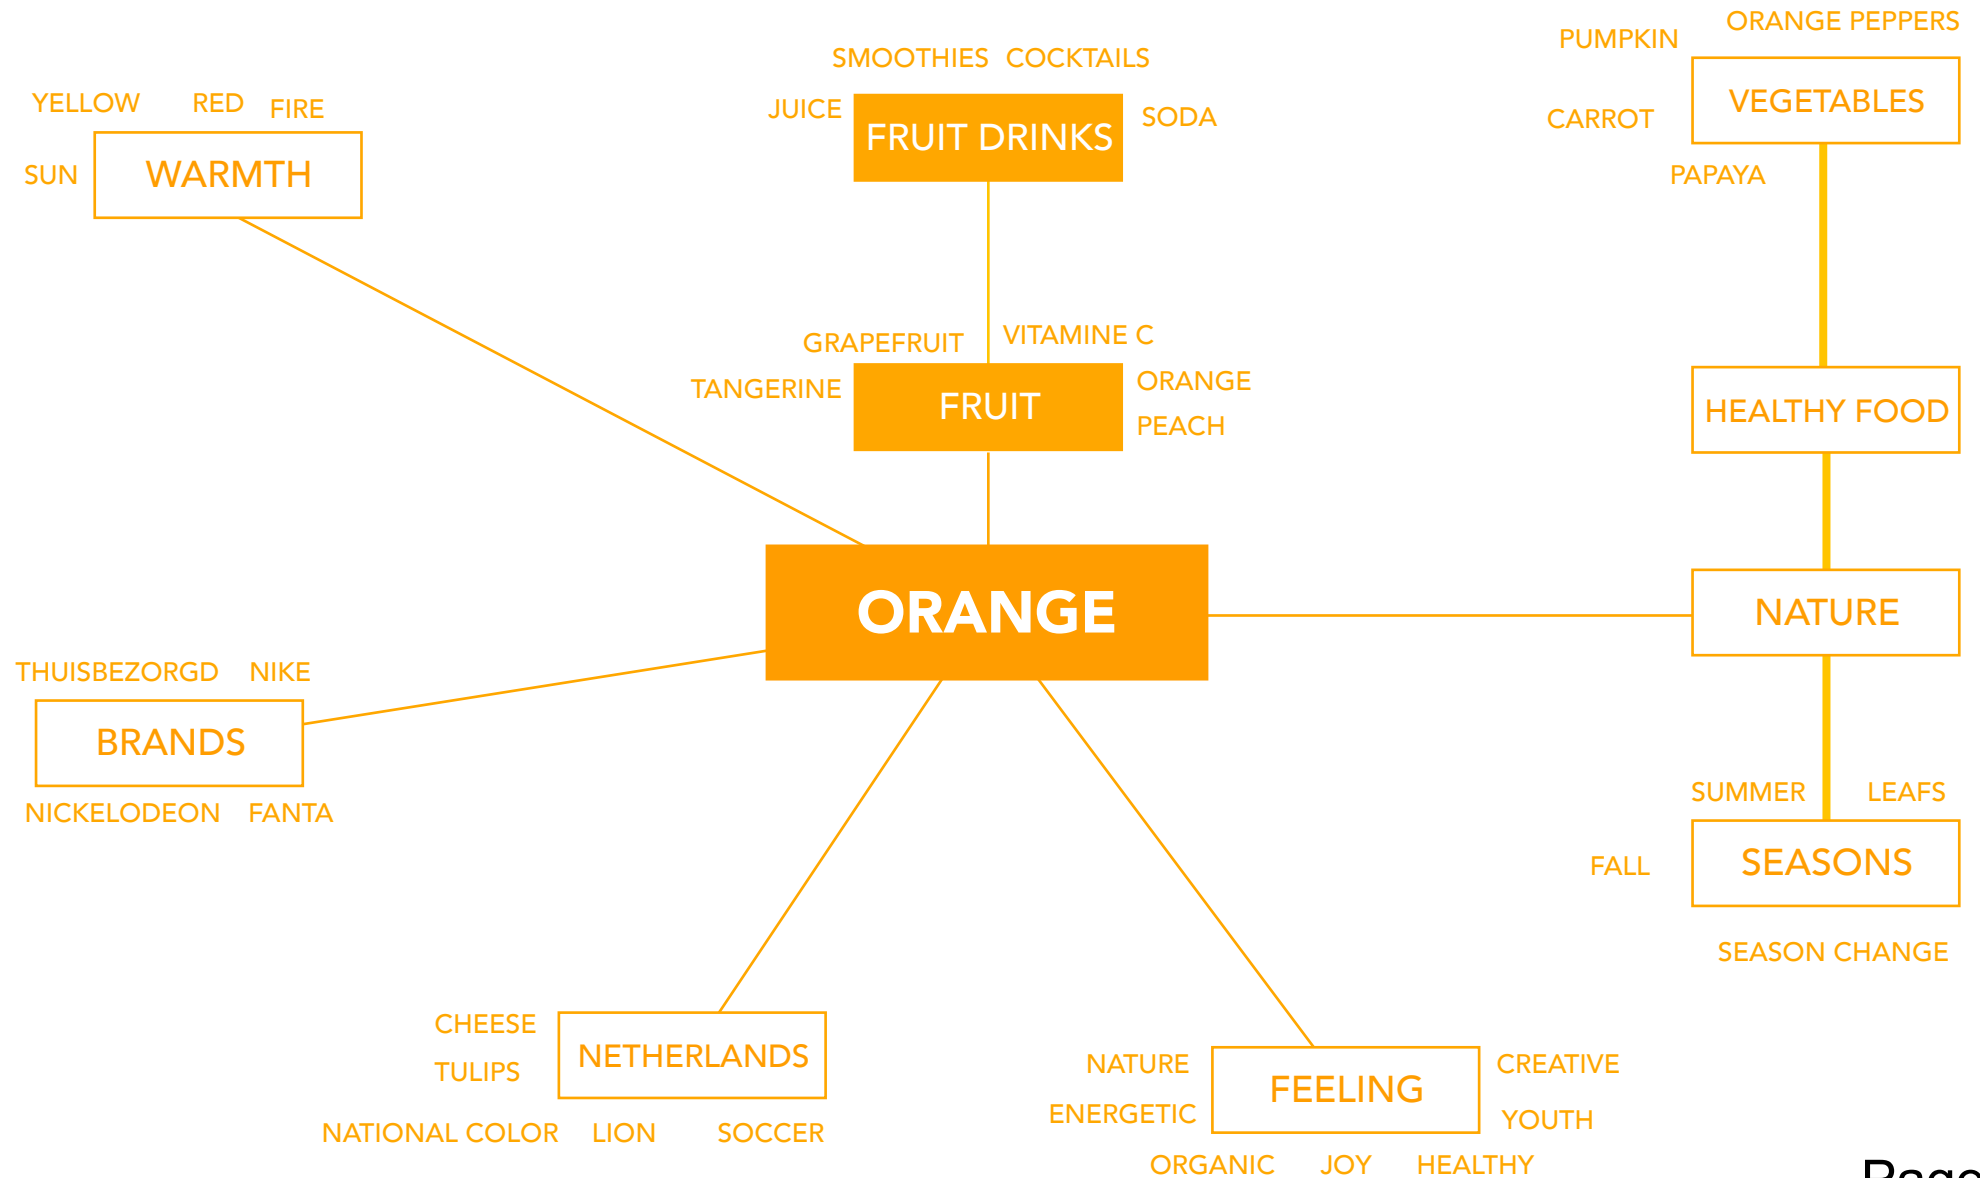 ORANGE PEPPERS
PUMPKIN
SMOOTHIES COCKTAILS
VEGETABLES
YELLOW RED FIRE
JUICE
SODA
CARROT
FRUIT DRINKS
SUN
WARMTH
PAPAYA
GRAPEFRUIT
VITAMINE C
TANGERINE
ORANGE
FRUIT
PEACH
HEALTHY FOOD
ORANGE
NATURE
THUISBEZORGD NIKE
BRANDS
NICKELODEON FANTA
SUMMER LEAFS
FALL
SEASONS
SEASON CHANGE
CHEESE
TULIPS
NETHERLANDS
NATIONAL COLOR LION SOCCER
NATURE
ENERGETIC
FEELING
CREATIVE
YOUTH
ORGANIC JOY HEALTHY
Page